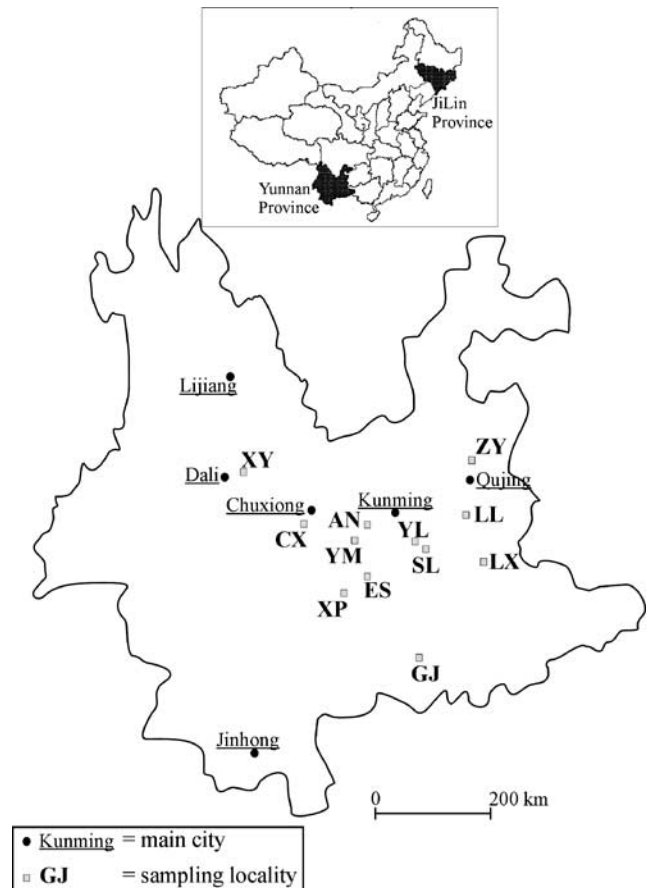 JiLin
Province
Yunnan
Province
Lijiang
XY
ZY
Dali
Qujing
Chuxiong
Kunming
AN
YL
LL
CX
YM
SL
LX
ES
XP
GJ
Jinhong
0
200 km
Kunming = main city
GJ = sampling locality